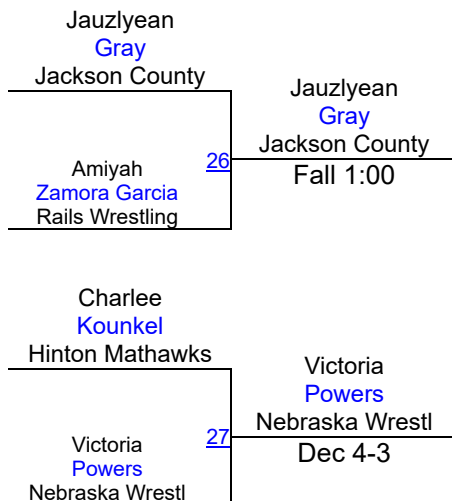 Jauzlyean
Gray
Jackson County
Amiyah
Zamora Garcia
Rails Wrestling
26
Jauzlyean
Gray
Jackson County
Fall 1:00
Charlee
Kounkel
Hinton Mathawks
Victoria
Powers
Nebraska Wrestl
27
Victoria
Powers
Nebraska Wrestl
Dec 4-3